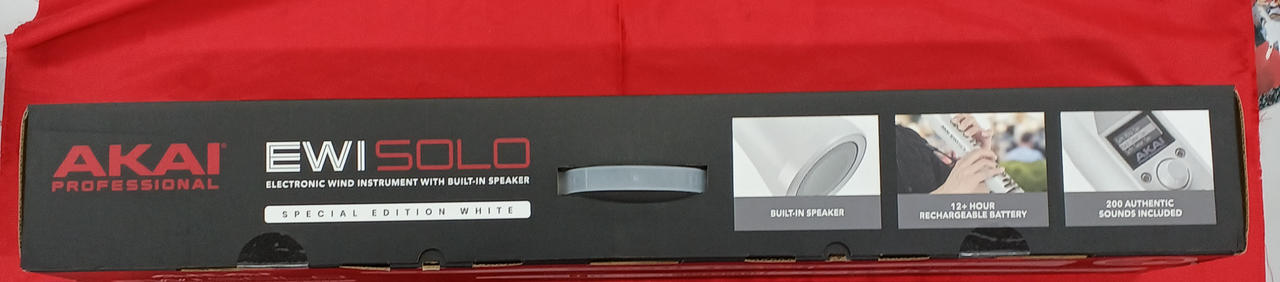 AKAI
PROFESSIONAL
EWI SOLO
ELECTRONIC WIND INSTRUMENT WITH BUILT-IN SPEAKER
SPECIAL EDITION WHITE
BUILT-IN SPEAKER
12+ HOUR
RECHARGEABLE BATTERY
AKAI
200 AUTHENTIC
SOUNDS INCLUDED